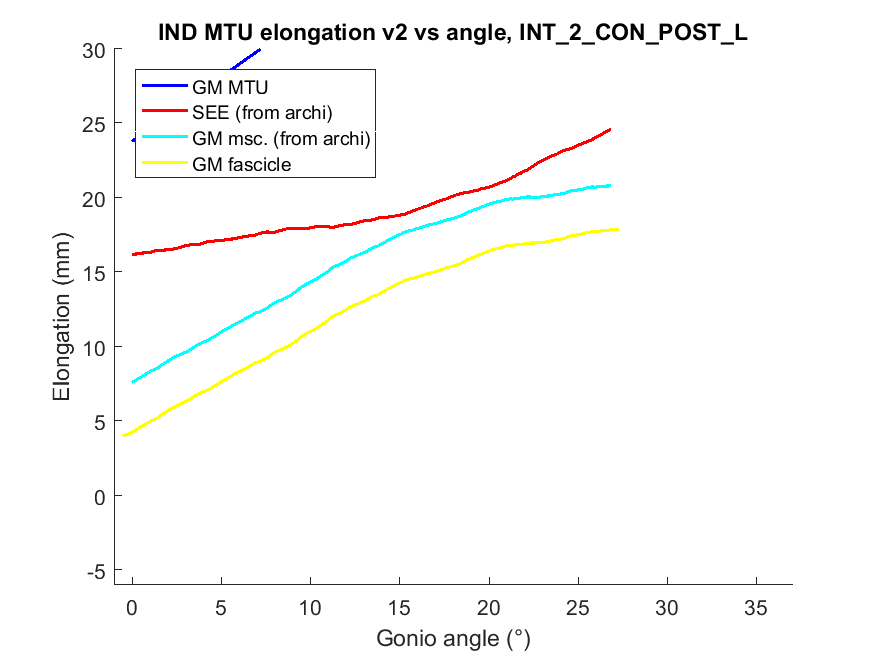 IND MTU elongation v2 vs angle, INT_2_CON_POST_L
30
25
20
15
10
5
0
-5
Elongation (mm)
GM MTU
SEE (from archi)
GM msc. (from archi)
GM fascicle
0 5 10 15 20 25 30 35
Gonio angle (°)